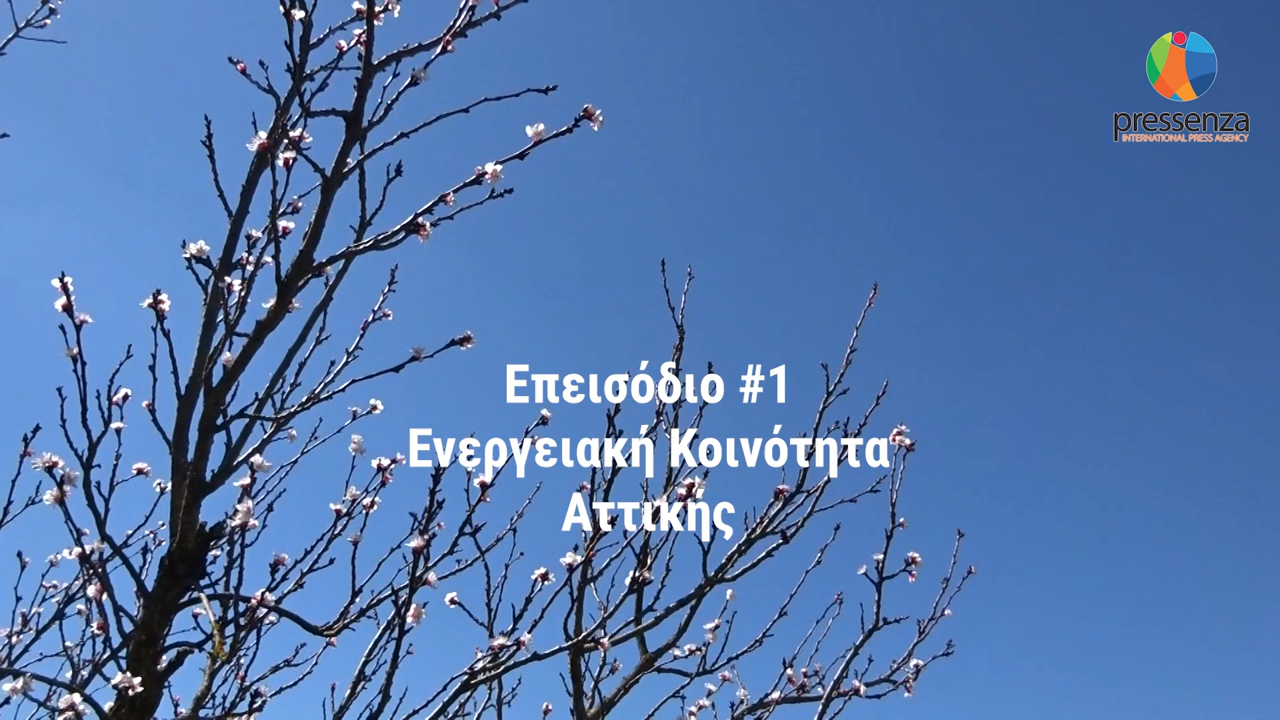 pressenza
INTERNATIONAL PRESS AGENCY
Επεισόδιο #1
Ενεργειακή Κοινότητα
Αττικής